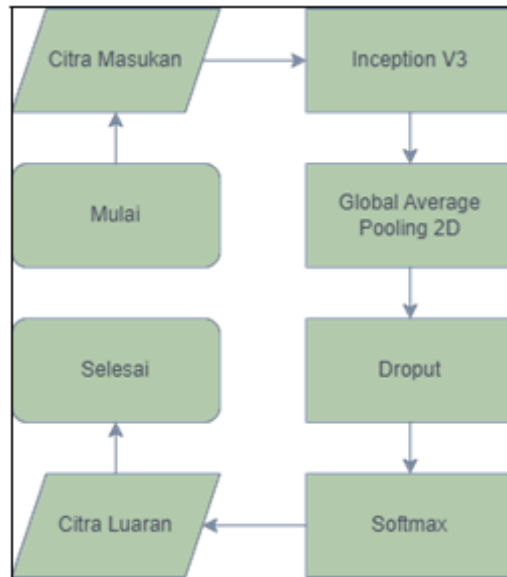 Citra Masukan
Inception V3
Mulai
Global Average
Pooling 2D
Selesai
Droput
Citra Luaran
Softmax